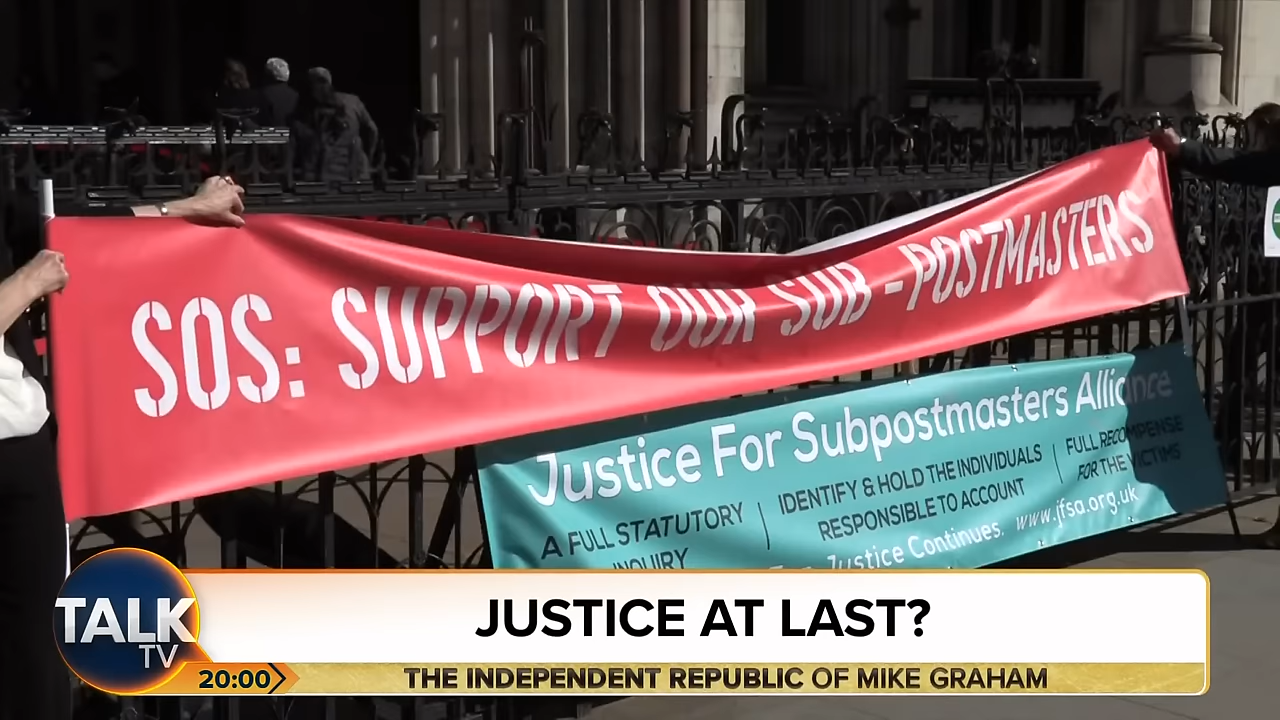 SOS: SUPPORT OUR SUB-POSTMASTERS
Justice For Subpostmasters Alliance
A FULL STATUTORY
INQUIRY
IDENTIFY & HOLD THE INDIVIDUALS
RESPONSIBLE TO ACCOUNT
FULL RECOMPENSE
FOR THE VICTIMS
Justice Continues. www.jfsa.org.uk
TALK
TV
JUSTICE AT LAST?
20:00
THE INDEPENDENT REPUBLIC OF MIKE GRAHAM